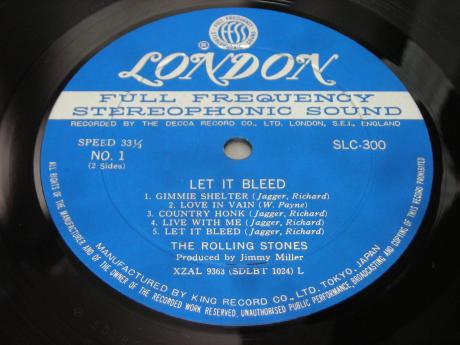 FULL FREQUENCY RANGE RECORDING
ffss
®
LONDON
FULL FREQUENCY
STEREOPHONIC SOUND
RECORDED BY THE DECCA RECORD CO., LTD. LONDON, S.E.I., ENGLAND
SPEED 33⅓
SLC-300
NO. 1
(2 Sides)
LET IT BLEED
1. GIMMIE SHELTER (Jagger, Richard)
2. LOVE IN VAIN (W. Payne)
3. COUNTRY HONK (Jagger, Richard)
4. LIVE WITH ME (Jagger, Richard)
5. LET IT BLEED (Jagger, Richard)
THE ROLLING STONES
Produced by Jimmy Miller
XZAL 9363 (SDLBT 1024) L
MANUFACTURED BY KING RECORD CO., LTD. TOKYO, JAPAN
ALL RIGHTS OF THE MANUFACTURER AND OF THE OWNER OF THE RECORDED WORK RESERVED, UNAUTHORISED PUBLIC PERFORMANCE, BROADCASTING AND COPYING OF THIS RECORD PROHIBITED